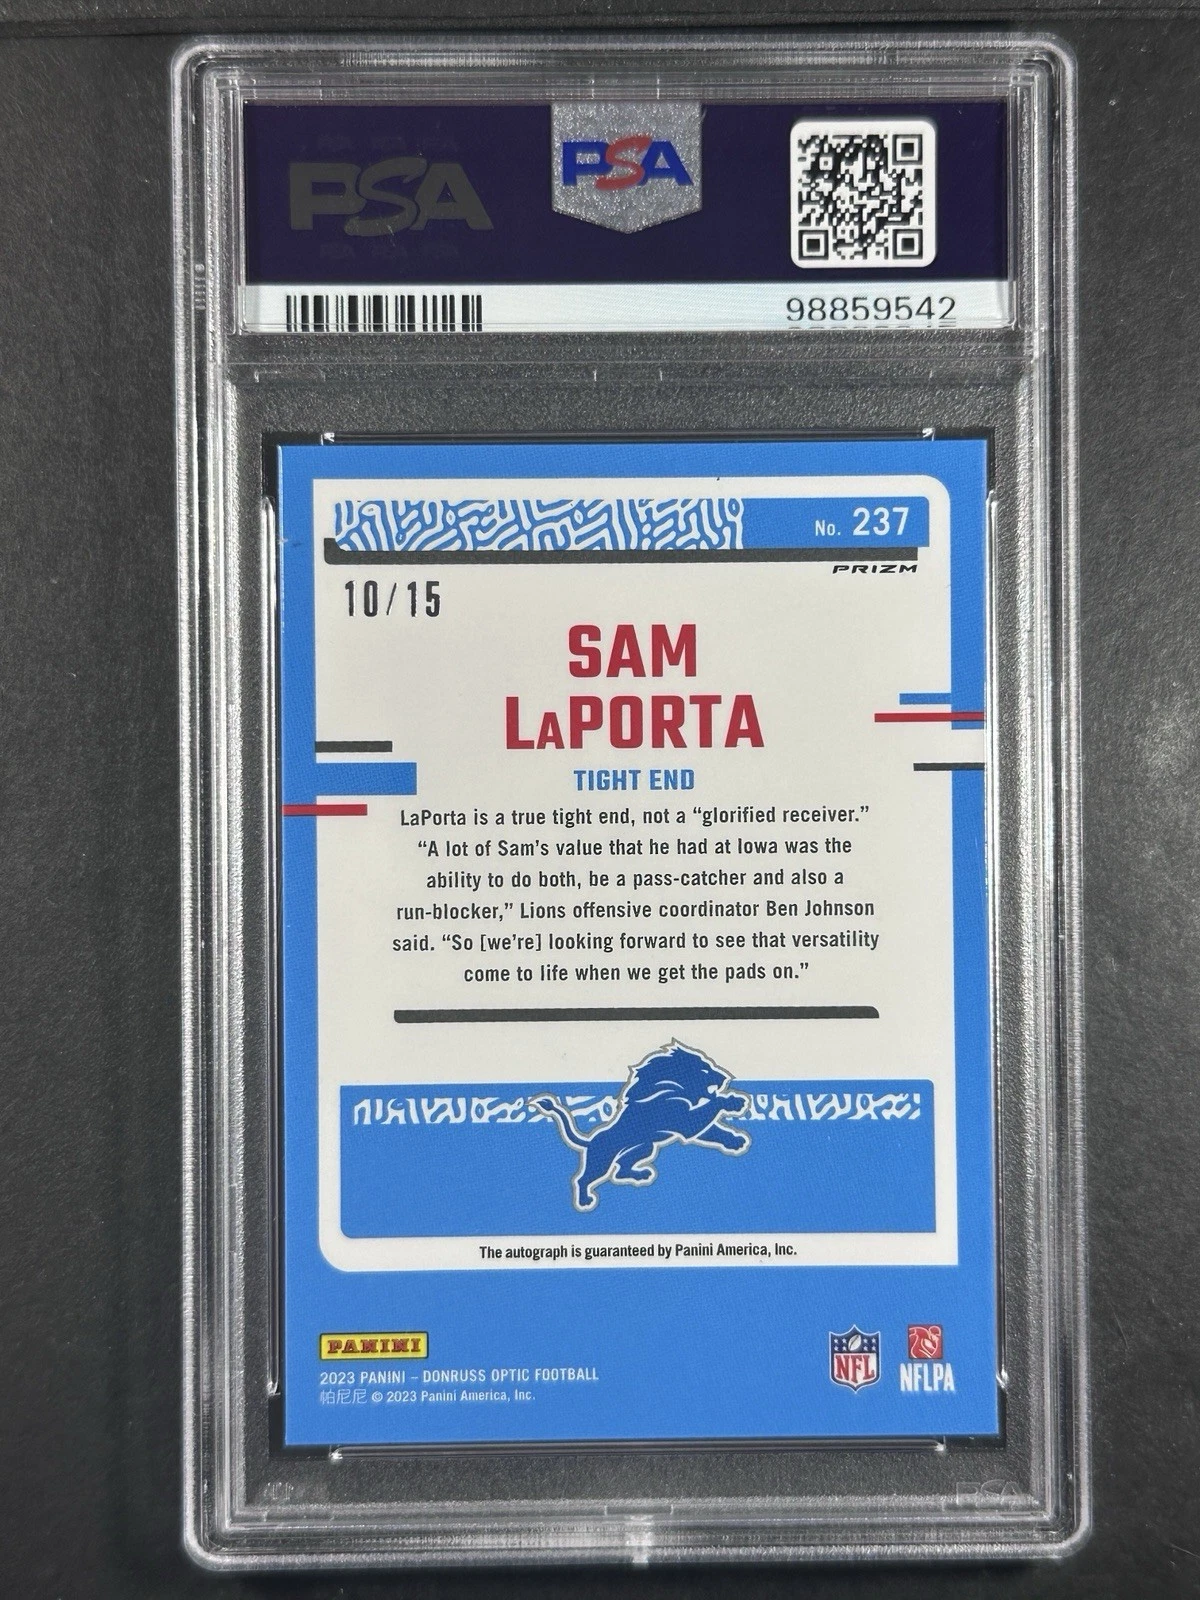 PSA
PSA
98859542
No. 237
PRIZM
10/15
SAM
LaPORTA
TIGHT END
LaPorta is a true tight end, not a “glorified receiver.”
“A lot of Sam’s value that he had at Iowa was the
ability to do both, be a pass-catcher and also a
run-blocker,” Lions offensive coordinator Ben Johnson
said. “So [we’re] looking forward to see that versatility
come to life when we get the pads on.”
The autograph is guaranteed by Panini America, Inc.
PANINI
2023 PANINI – DONRUSS OPTIC FOOTBALL
帕尼尼 © 2023 Panini America, Inc.
NFL
NFLPA
PSA